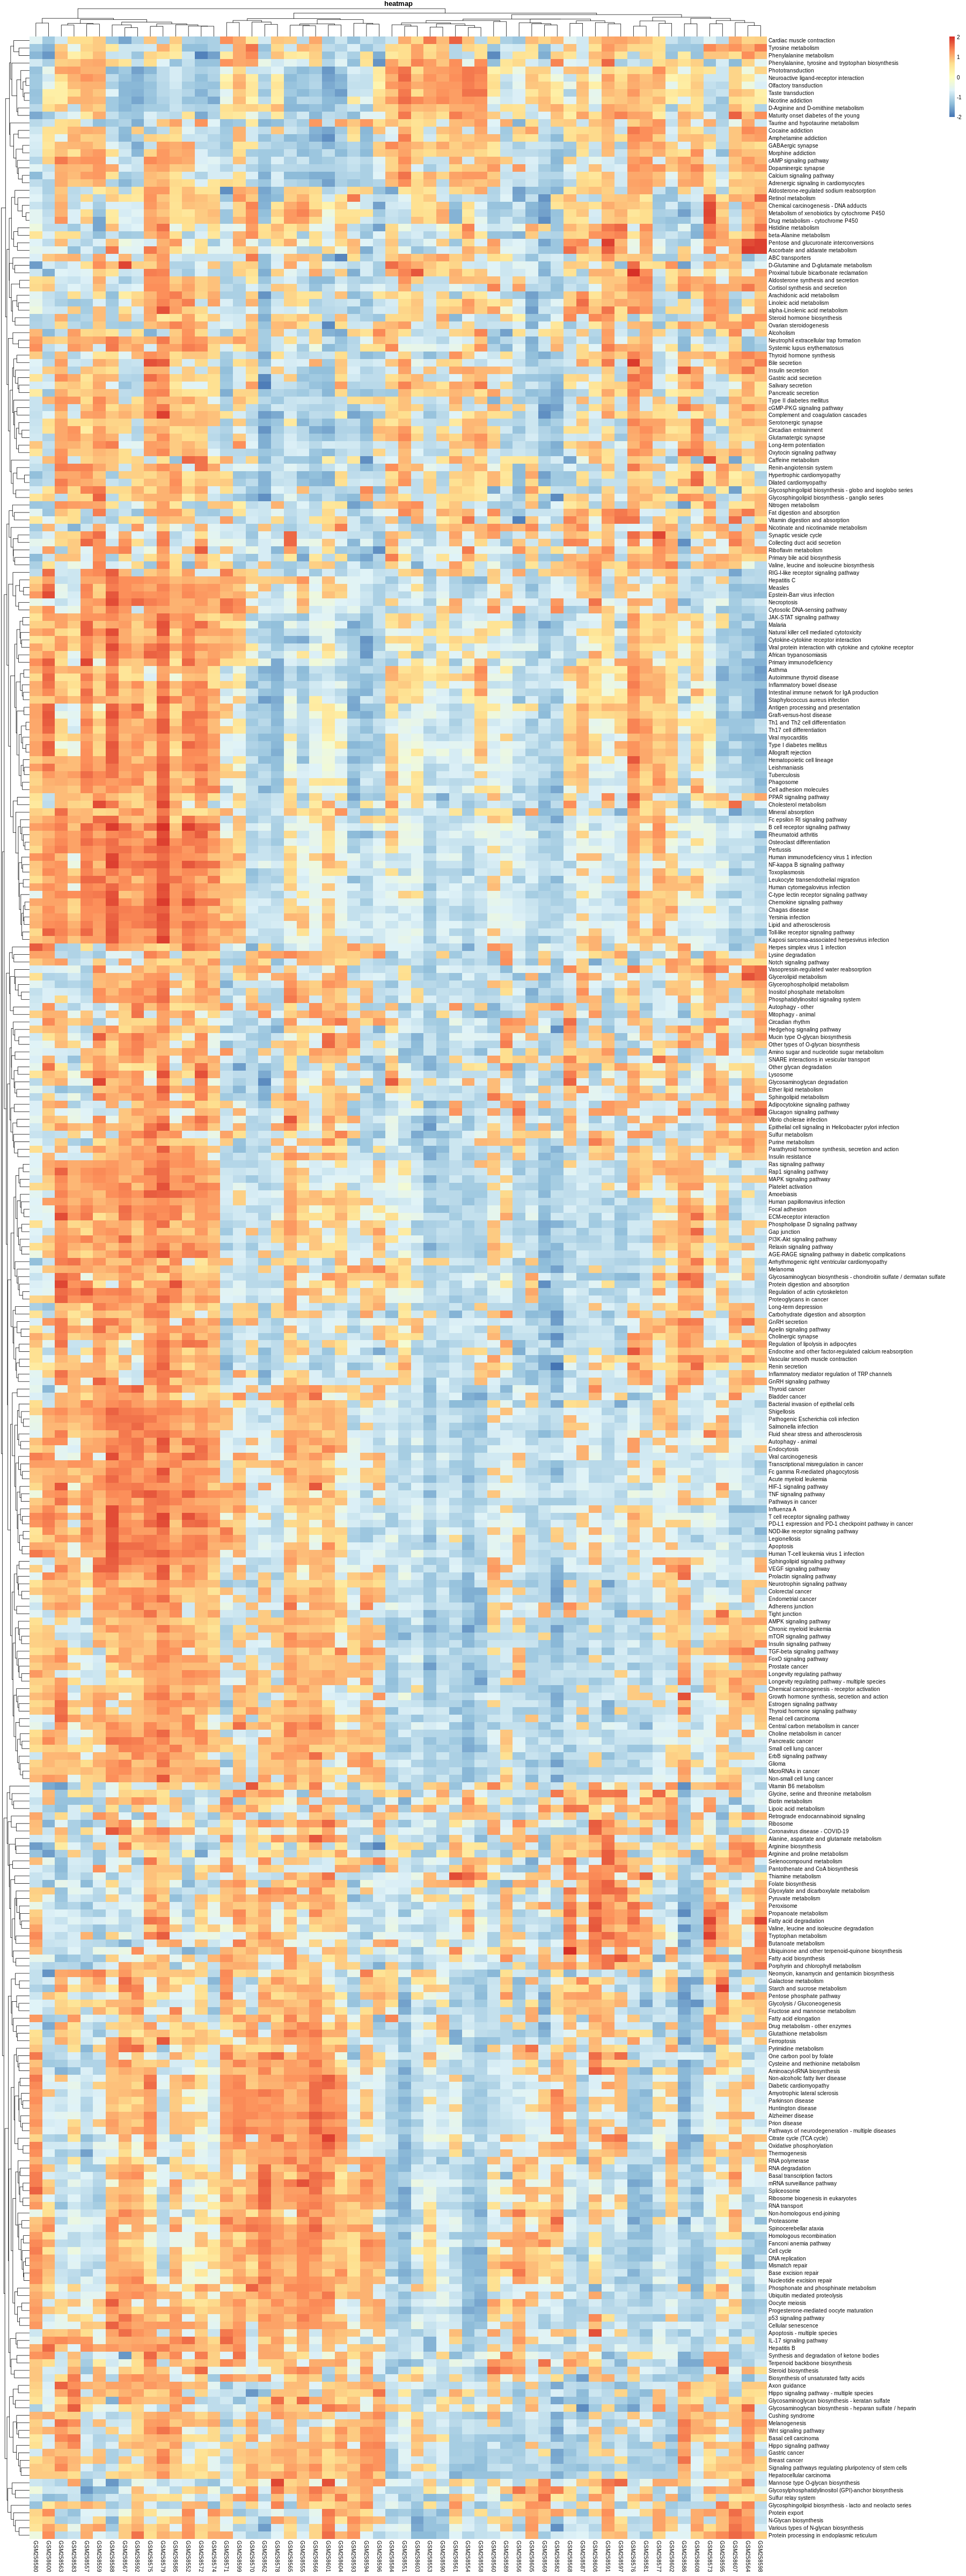 heatmap
2
1
0
-1
-2
Cardiac muscle contraction
Tyrosine metabolism
Phenylalanine metabolism
Phenylalanine, tyrosine and tryptophan biosynthesis
Phototransduction
Neuroactive ligand-receptor interaction
Olfactory transduction
Taste transduction
Nicotine addiction
D-Arginine and D-ornithine metabolism
Maturity onset diabetes of the young
Taurine and hypotaurine metabolism
Cocaine addiction
Amphetamine addiction
GABAergic synapse
Morphine addiction
cAMP signaling pathway
Dopaminergic synapse
Calcium signaling pathway
Adrenergic signaling in cardiomyocytes
Aldosterone-regulated sodium reabsorption
Retinol metabolism
Chemical carcinogenesis - DNA adducts
Metabolism of xenobiotics by cytochrome P450
Drug metabolism - cytochrome P450
Histidine metabolism
beta-Alanine metabolism
Pentose and glucuronate interconversions
Ascorbate and aldarate metabolism
ABC transporters
D-Glutamine and D-glutamate metabolism
Proximal tubule bicarbonate reclamation
Aldosterone synthesis and secretion
Cortisol synthesis and secretion
Arachidonic acid metabolism
Linoleic acid metabolism
alpha-Linolenic acid metabolism
Steroid hormone biosynthesis
Ovarian steroidogenesis
Alcoholism
Neutrophil extracellular trap formation
Systemic lupus erythematosus
Thyroid hormone synthesis
Bile secretion
Insulin secretion
Gastric acid secretion
Salivary secretion
Pancreatic secretion
Type II diabetes mellitus
cGMP-PKG signaling pathway
Complement and coagulation cascades
Serotonergic synapse
Circadian entrainment
Glutamatergic synapse
Long-term potentiation
Oxytocin signaling pathway
Caffeine metabolism
Renin-angiotensin system
Hypertrophic cardiomyopathy
Dilated cardiomyopathy
Glycosphingolipid biosynthesis - globo and isoglobo series
Glycosphingolipid biosynthesis - ganglio series
Nitrogen metabolism
Fat digestion and absorption
Vitamin digestion and absorption
Nicotinate and nicotinamide metabolism
Synaptic vesicle cycle
Collecting duct acid secretion
Riboflavin metabolism
Primary bile acid biosynthesis
Valine, leucine and isoleucine biosynthesis
RIG-I-like receptor signaling pathway
Hepatitis C
Measles
Epstein-Barr virus infection
Necroptosis
Cytosolic DNA-sensing pathway
JAK-STAT signaling pathway
Malaria
Natural killer cell mediated cytotoxicity
Cytokine-cytokine receptor interaction
Viral protein interaction with cytokine and cytokine receptor
African trypanosomiasis
Primary immunodeficiency
Asthma
Autoimmune thyroid disease
Inflammatory bowel disease
Intestinal immune network for IgA production
Staphylococcus aureus infection
Antigen processing and presentation
Graft-versus-host disease
Th1 and Th2 cell differentiation
Th17 cell differentiation
Viral myocarditis
Type I diabetes mellitus
Allograft rejection
Hematopoietic cell lineage
Leishmaniasis
Tuberculosis
Phagosome
Cell adhesion molecules
PPAR signaling pathway
Cholesterol metabolism
Mineral absorption
Fc epsilon RI signaling pathway
B cell receptor signaling pathway
Rheumatoid arthritis
Osteoclast differentiation
Pertussis
Human immunodeficiency virus 1 infection
NF-kappa B signaling pathway
Toxoplasmosis
Leukocyte transendothelial migration
Human cytomegalovirus infection
C-type lectin receptor signaling pathway
Chemokine signaling pathway
Chagas disease
Yersinia infection
Lipid and atherosclerosis
Toll-like receptor signaling pathway
Kaposi sarcoma-associated herpesvirus infection
Herpes simplex virus 1 infection
Lysine degradation
Notch signaling pathway
Vasopressin-regulated water reabsorption
Glycerolipid metabolism
Glycerophospholipid metabolism
Inositol phosphate metabolism
Phosphatidylinositol signaling system
Autophagy - other
Mitophagy - animal
Circadian rhythm
Hedgehog signaling pathway
Mucin type O-glycan biosynthesis
Other types of O-glycan biosynthesis
Amino sugar and nucleotide sugar metabolism
SNARE interactions in vesicular transport
Other glycan degradation
Lysosome
Glycosaminoglycan degradation
Ether lipid metabolism
Sphingolipid metabolism
Adipocytokine signaling pathway
Glucagon signaling pathway
Vibrio cholerae infection
Epithelial cell signaling in Helicobacter pylori infection
Sulfur metabolism
Purine metabolism
Parathyroid hormone synthesis, secretion and action
Insulin resistance
Ras signaling pathway
Rap1 signaling pathway
MAPK signaling pathway
Platelet activation
Amoebiasis
Human papillomavirus infection
Focal adhesion
ECM-receptor interaction
Phospholipase D signaling pathway
Gap junction
PI3K-Akt signaling pathway
Relaxin signaling pathway
AGE-RAGE signaling pathway in diabetic complications
Arrhythmogenic right ventricular cardiomyopathy
Melanoma
Glycosaminoglycan biosynthesis - chondroitin sulfate / dermatan sulfate
Protein digestion and absorption
Regulation of actin cytoskeleton
Proteoglycans in cancer
Long-term depression
Carbohydrate digestion and absorption
GnRH secretion
Apelin signaling pathway
Cholinergic synapse
Regulation of lipolysis in adipocytes
Endocrine and other factor-regulated calcium reabsorption
Vascular smooth muscle contraction
Renin secretion
Inflammatory mediator regulation of TRP channels
GnRH signaling pathway
Thyroid cancer
Bladder cancer
Bacterial invasion of epithelial cells
Shigellosis
Pathogenic Escherichia coli infection
Salmonella infection
Fluid shear stress and atherosclerosis
Autophagy - animal
Endocytosis
Viral carcinogenesis
Transcriptional misregulation in cancer
Fc gamma R-mediated phagocytosis
Acute myeloid leukemia
HIF-1 signaling pathway
TNF signaling pathway
Pathways in cancer
Influenza A
T cell receptor signaling pathway
PD-L1 expression and PD-1 checkpoint pathway in cancer
NOD-like receptor signaling pathway
Legionellosis
Apoptosis
Human T-cell leukemia virus 1 infection
Sphingolipid signaling pathway
VEGF signaling pathway
Prolactin signaling pathway
Neurotrophin signaling pathway
Colorectal cancer
Endometrial cancer
Adherens junction
Tight junction
AMPK signaling pathway
Chronic myeloid leukemia
mTOR signaling pathway
Insulin signaling pathway
TGF-beta signaling pathway
FoxO signaling pathway
Prostate cancer
Longevity regulating pathway
Longevity regulating pathway - multiple species
Chemical carcinogenesis - receptor activation
Growth hormone synthesis, secretion and action
Estrogen signaling pathway
Thyroid hormone signaling pathway
Renal cell carcinoma
Central carbon metabolism in cancer
Choline metabolism in cancer
Pancreatic cancer
Small cell lung cancer
ErbB signaling pathway
Glioma
MicroRNAs in cancer
Non-small cell lung cancer
Vitamin B6 metabolism
Glycine, serine and threonine metabolism
Biotin metabolism
Lipoic acid metabolism
Retrograde endocannabinoid signaling
Ribosome
Coronavirus disease - COVID-19
Alanine, aspartate and glutamate metabolism
Arginine biosynthesis
Arginine and proline metabolism
Selenocompound metabolism
Pantothenate and CoA biosynthesis
Thiamine metabolism
Folate biosynthesis
Glyoxylate and dicarboxylate metabolism
Pyruvate metabolism
Peroxisome
Propanoate metabolism
Fatty acid degradation
Valine, leucine and isoleucine degradation
Tryptophan metabolism
Butanoate metabolism
Ubiquinone and other terpenoid-quinone biosynthesis
Fatty acid biosynthesis
Porphyrin and chlorophyll metabolism
Neomycin, kanamycin and gentamicin biosynthesis
Galactose metabolism
Starch and sucrose metabolism
Pentose phosphate pathway
Glycolysis / Gluconeogenesis
Fructose and mannose metabolism
Fatty acid elongation
Drug metabolism - other enzymes
Glutathione metabolism
Ferroptosis
Pyrimidine metabolism
One carbon pool by folate
Cysteine and methionine metabolism
Aminoacyl-tRNA biosynthesis
Non-alcoholic fatty liver disease
Diabetic cardiomyopathy
Amyotrophic lateral sclerosis
Parkinson disease
Huntington disease
Alzheimer disease
Prion disease
Pathways of neurodegeneration - multiple diseases
Citrate cycle (TCA cycle)
Oxidative phosphorylation
Thermogenesis
RNA polymerase
RNA degradation
Basal transcription factors
mRNA surveillance pathway
Spliceosome
Ribosome biogenesis in eukaryotes
RNA transport
Non-homologous end-joining
Proteasome
Spinocerebellar ataxia
Homologous recombination
Fanconi anemia pathway
Cell cycle
DNA replication
Mismatch repair
Base excision repair
Nucleotide excision repair
Phosphonate and phosphinate metabolism
Ubiquitin mediated proteolysis
Oocyte meiosis
Progesterone-mediated oocyte maturation
p53 signaling pathway
Cellular senescence
Apoptosis - multiple species
IL-17 signaling pathway
Hepatitis B
Synthesis and degradation of ketone bodies
Terpenoid backbone biosynthesis
Steroid biosynthesis
Biosynthesis of unsaturated fatty acids
Axon guidance
Hippo signaling pathway - multiple species
Glycosaminoglycan biosynthesis - keratan sulfate
Glycosaminoglycan biosynthesis - heparan sulfate / heparin
Cushing syndrome
Melanogenesis
Wnt signaling pathway
Basal cell carcinoma
Hippo signaling pathway
Gastric cancer
Breast cancer
Signaling pathways regulating pluripotency of stem cells
Hepatocellular carcinoma
Mannose type O-glycan biosynthesis
Glycosylphosphatidylinositol (GPI)-anchor biosynthesis
Sulfur relay system
Glycosphingolipid biosynthesis - lacto and neolacto series
Protein export
N-Glycan biosynthesis
Various types of N-glycan biosynthesis
Protein processing in endoplasmic reticulum